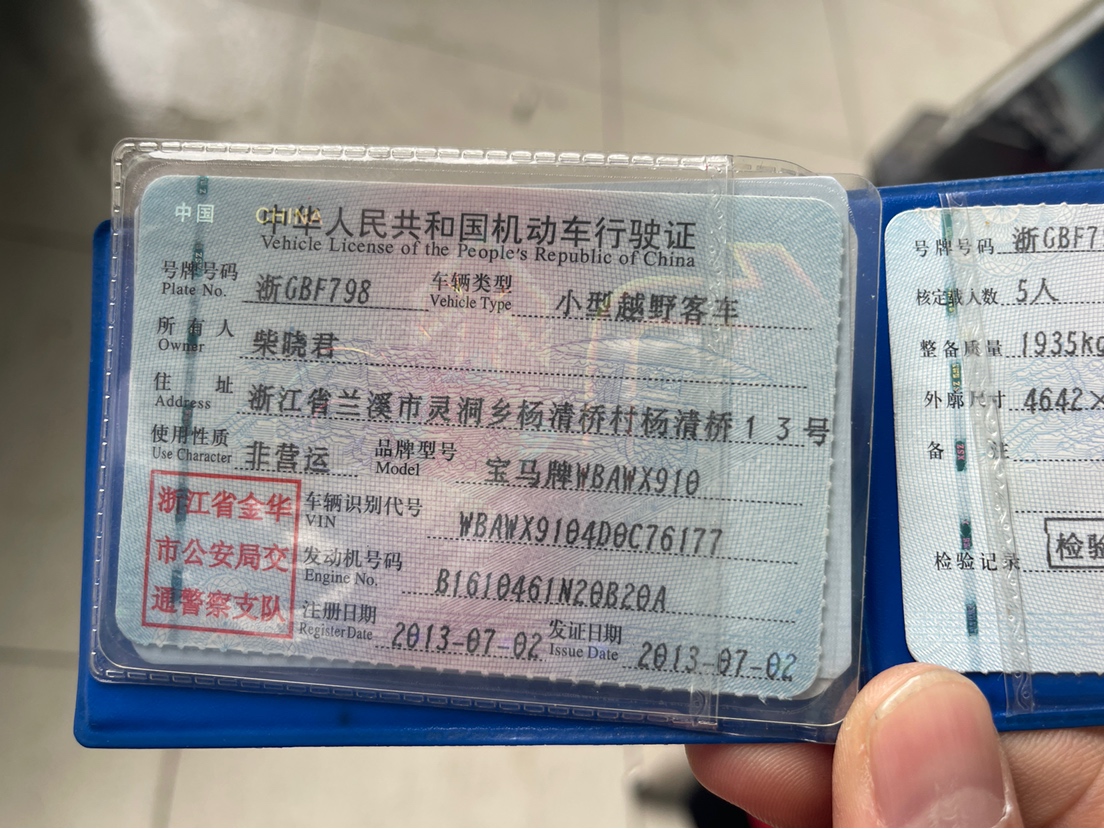 中国 CHINA
中华人民共和国机动车行驶证
Vehicle License of the People's Republic of China
号牌号码 浙GBF798 车辆类型 小型越野客车
Plate No. Vehicle Type
所有人 柴晓君
Owner
住址 浙江省兰溪市灵洞乡杨清桥村杨清桥13号
Address
使用性质 非营运 品牌型号 宝马牌WBAWX910
Use Character Model
浙江省金华
市公安局交
通警察支队
车辆识别代号 WBAWX9104D0C76177
VIN
发动机号码 B1610461N20B20A
Engine No.
注册日期 2013-07-02 发证日期 2013-07-02
Register Date Issue Date
号牌号码 浙GBF7
核定载人数 5人
整备质量 1935kg
外廓尺寸 4642×
备注
检验记录 检验